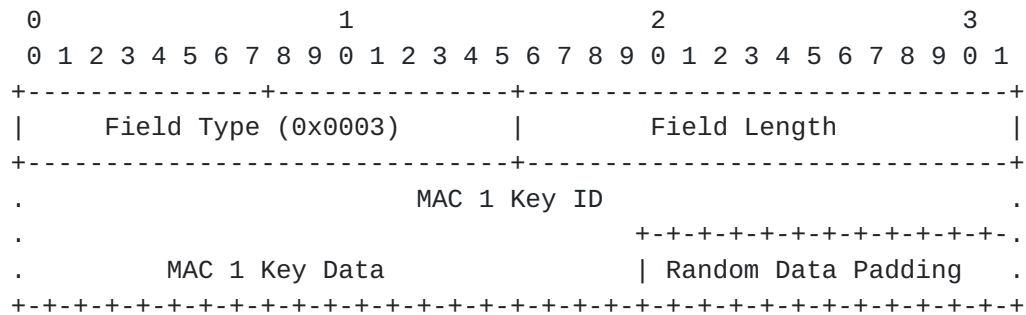 0                   1                   2                   3
 0 1 2 3 4 5 6 7 8 9 0 1 2 3 4 5 6 7 8 9 0 1 2 3 4 5 6 7 8 9 0 1
+---------------+---------------+-------------------------------+
|     Field Type (0x0003)       |        Field Length           |
+-------------------------------+-------------------------------+
.                         MAC 1 Key ID                          .
.                                       +-+-+-+-+-+-+-+-+-+-+-+-.
.         MAC 1 Key Data                | Random Data Padding   .
+-+-+-+-+-+-+-+-+-+-+-+-+-+-+-+-+-+-+-+-+-+-+-+-+-+-+-+-+-+-+-+-+